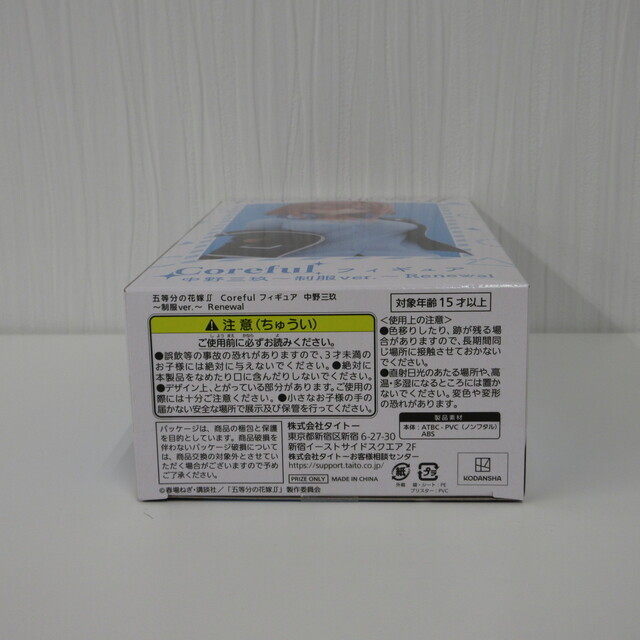 Coreful フィギュア
中野三玖～制服ver.～ Renewal
五等分の花嫁∬ Coreful フィギュア 中野三玖
～制服ver.～ Renewal
注意(ちゅうい)
ご使用前に必ずお読みください。
●誤飲等の事故の恐れがありますので、3才未満の
お子様には絶対に与えないでください。●絶対に
本製品をなめたり口に含んだりしないでください。
●デザイン上、とがっている部分があります。ご使用の
際には十分ご注意ください。●小さなお子様の手の
届かない安全な場所で展示及び保管を行ってください。
パッケージは、商品の梱包と保護
を目的としています。商品破損を
伴わないパッケージ破損について
は、商品交換の対象外とさせてい
ただく場合がございますので予め
ご了承ください。
株式会社タイトー
東京都新宿区新宿 6-27-30
新宿イーストサイドスクエア 2F
株式会社タイトーお客様相談センター
https://support.taito.co.jp/
PRIZE ONLY MADE IN CHINA
©春場ねぎ・講談社/「五等分の花嫁∬」製作委員会
対象年齢15才以上
<使用上の注意>
●色移りしたり、跡が残る場
合がありますので、長期間同
じ場所に接触させておかない
でください。
●直射日光のあたる場所や、高
温・多湿になるところには置か
ないでください。変色や変形
の恐れがあります。
製品素材
本体：ATBC-PVC(ノンフタル)
ABS
紙
外箱
プラ
袋・シート：PE
ブリスター：PVC
KODANSHA